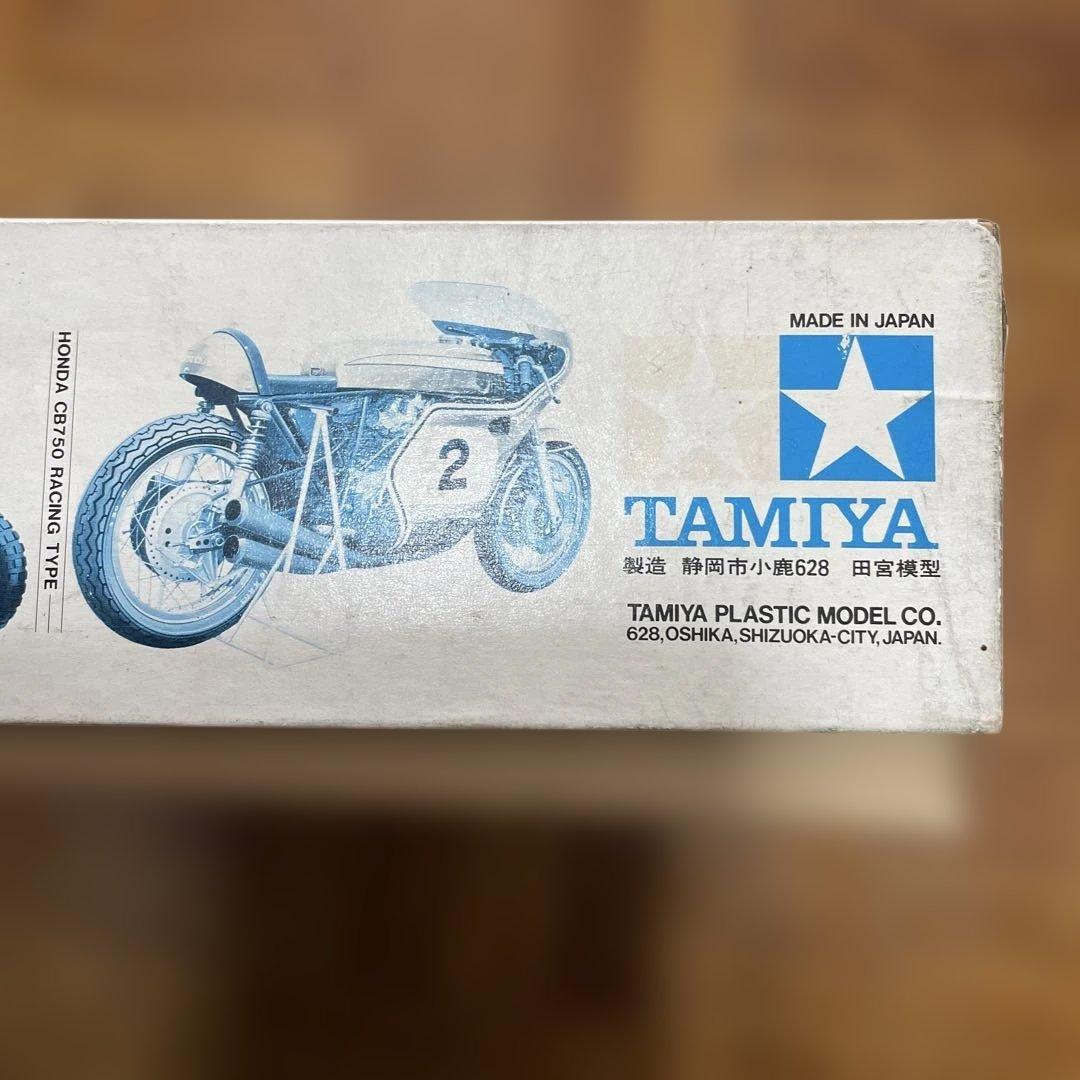 HONDA CB750 RACING TYPE
2
MADE IN JAPAN
TAMIYA
製造 静岡市小鹿628 田宮模型
TAMIYA PLASTIC MODEL CO.
628, OSHIKA, SHIZUOKA-CITY, JAPAN.